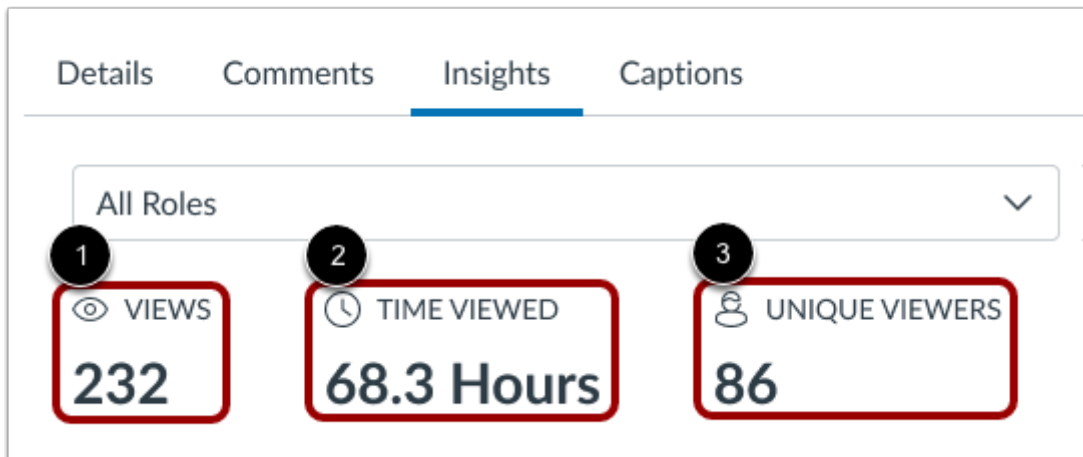 Details Comments Insights Captions
All Roles
1 2 3
VIEWS TIME VIEWED UNIQUE VIEWERS
232 68.3 Hours 86